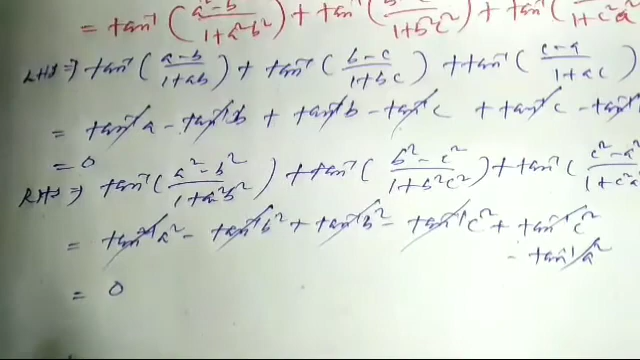 = tan⁻¹(a²-b²/1+a²b²) + tan⁻¹(b²-c²/1+b²c²) + tan⁻¹(c²-a²/1+c²a²
LHS ⇒ tan⁻¹(a-b/1+ab) + tan⁻¹(b-c/1+bc) + tan⁻¹(c-a/1+ac)
= tan⁻¹a - tan⁻¹b + tan⁻¹b - tan⁻¹c + tan⁻¹c - tan⁻¹
= 0
RHS ⇒ tan⁻¹(a²-b²/1+a²b²) + tan⁻¹(b²-c²/1+b²c²) + tan⁻¹(c²-a²/1+c²a²
= tan⁻¹a² - tan⁻¹b² + tan⁻¹b² - tan⁻¹c² + tan⁻¹c²
- tan⁻¹a²
= 0